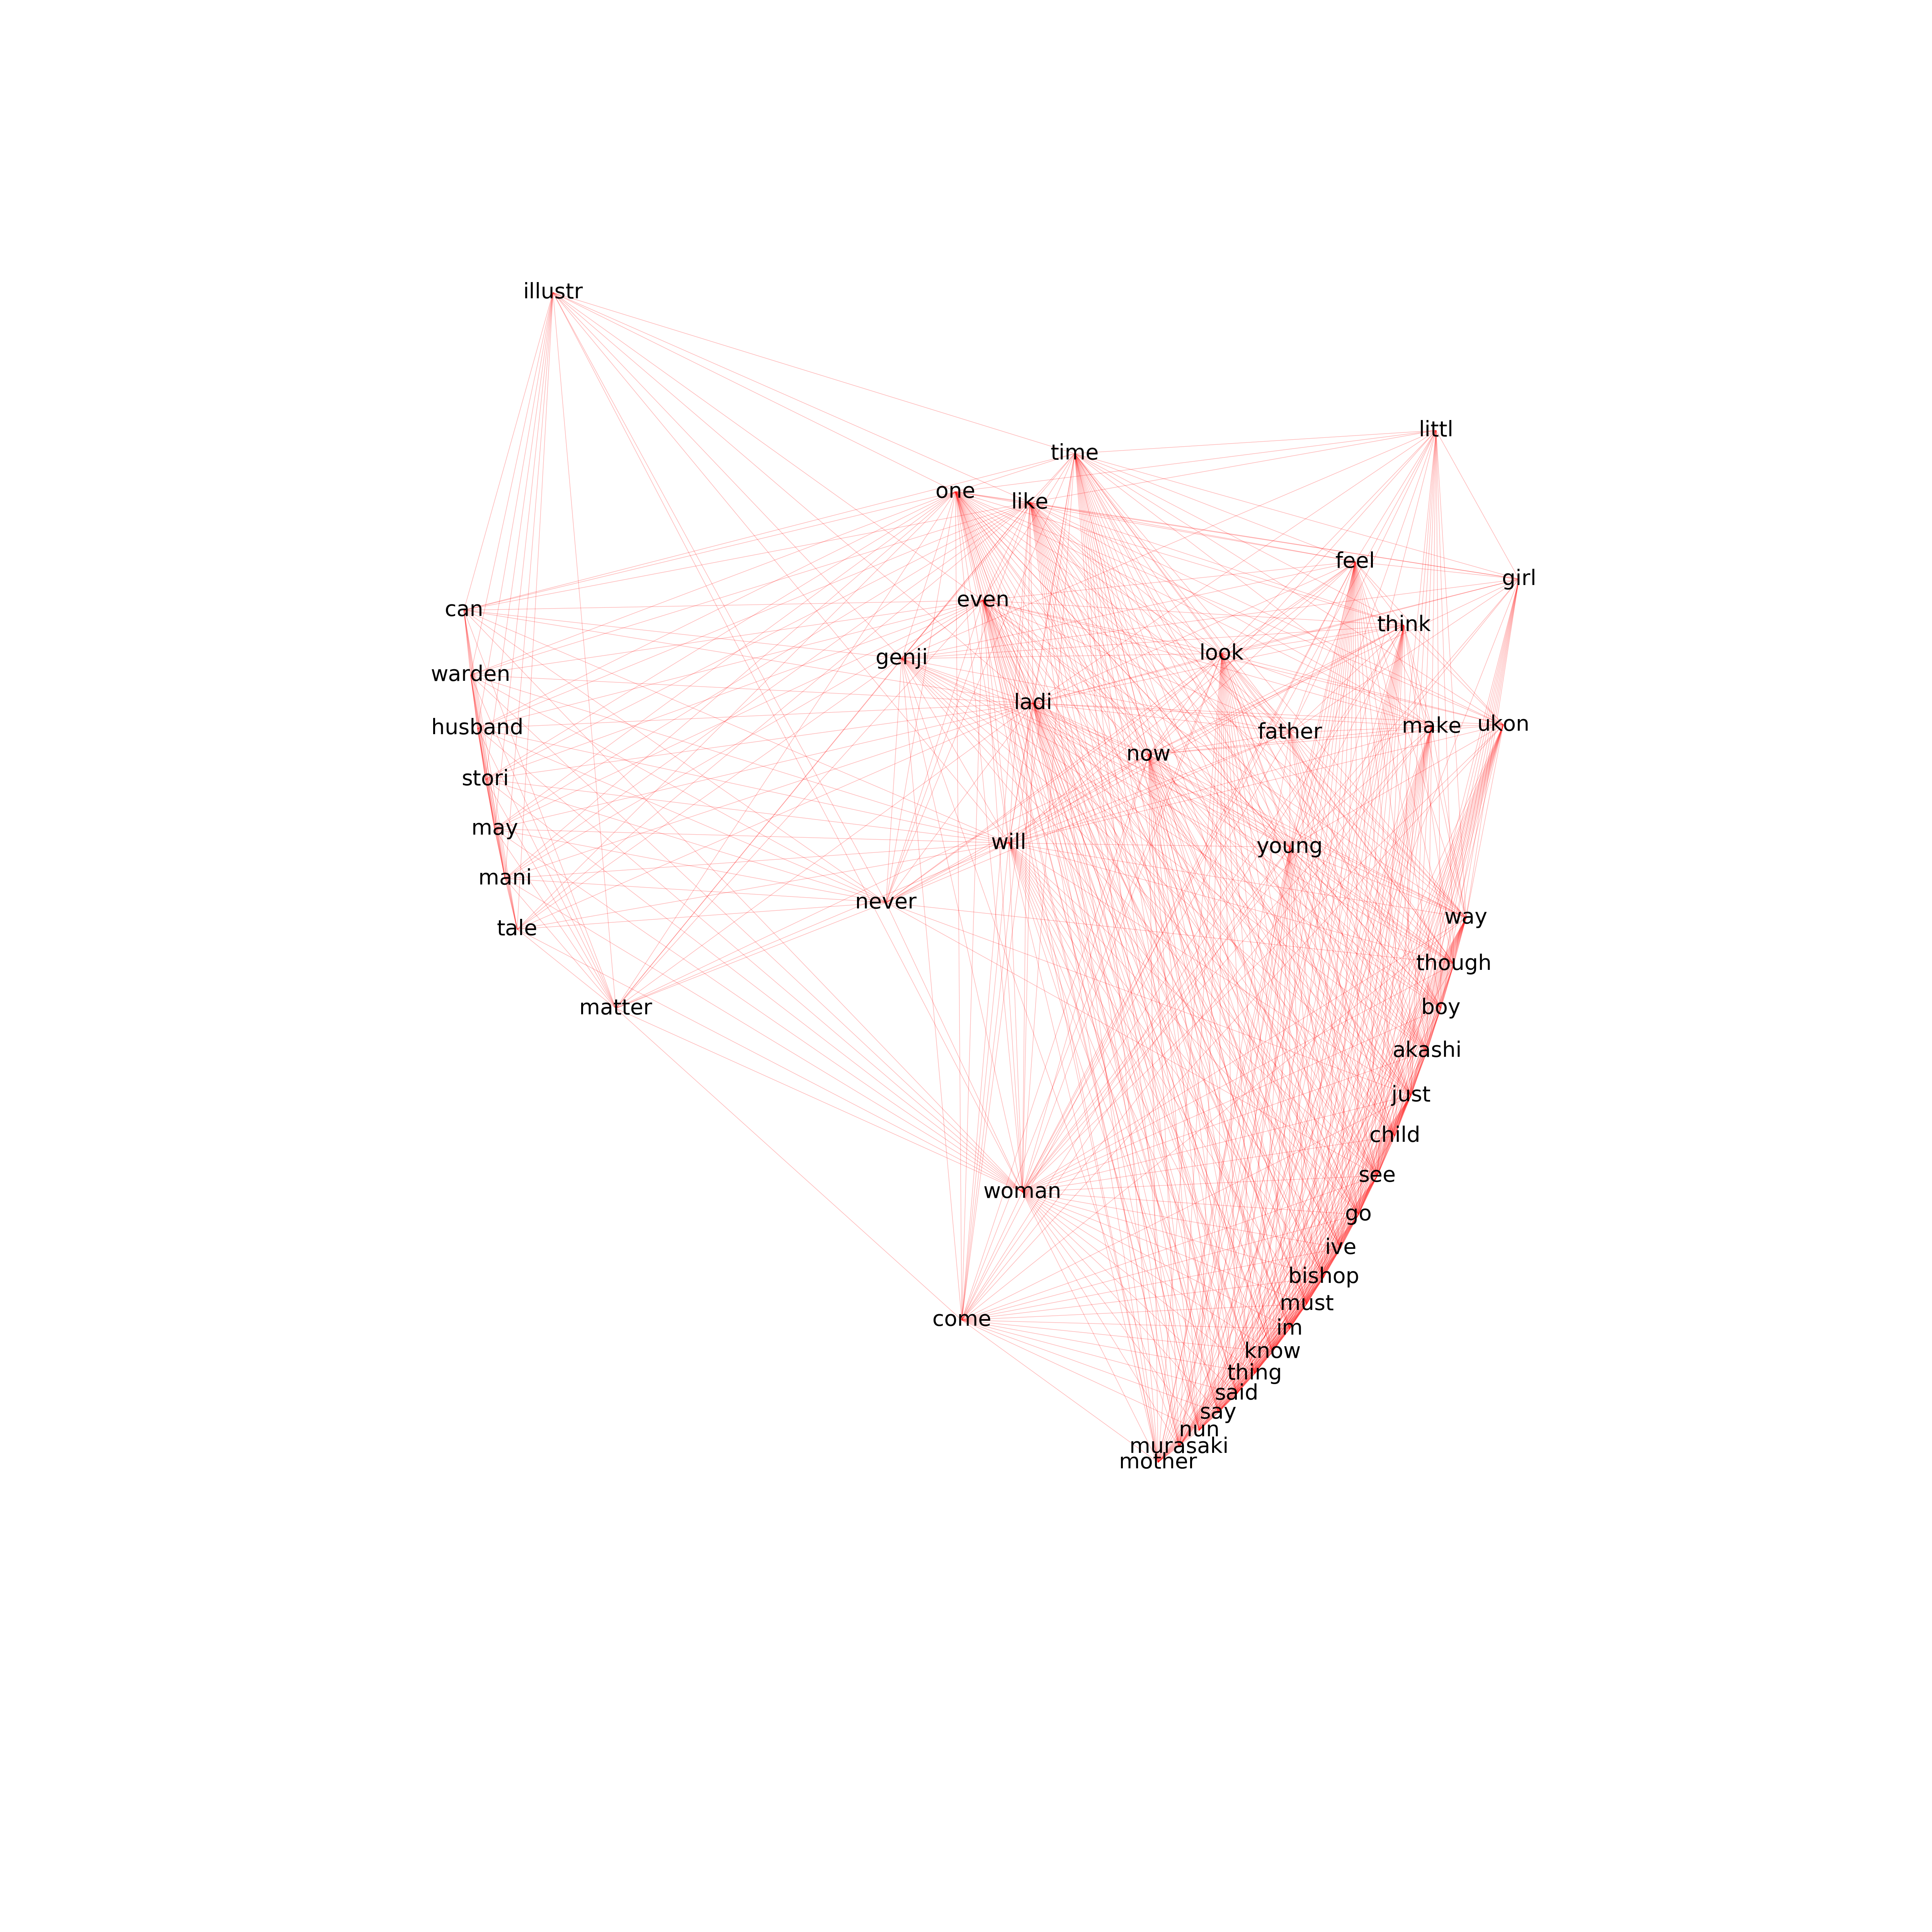 illustr
littl
time
one
like
feel
girl
even
can
think
look
genji
warden
ladi
ukon
make
husband
father
now
stori
may
will
young
mani
never
way
tale
though
matter
boy
akashi
just
child
see
woman
go
ive
bishop
must
come
im
know
thing
said
say
nun
murasaki
mother